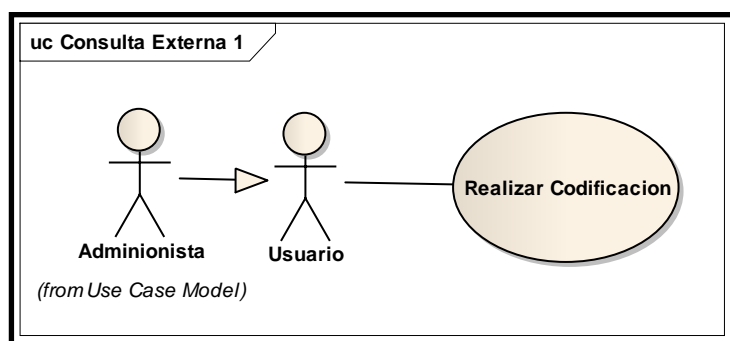 uc Consulta Externa 1
Realizar Codificacion
Adminionista
Usuario
(from Use Case Model)